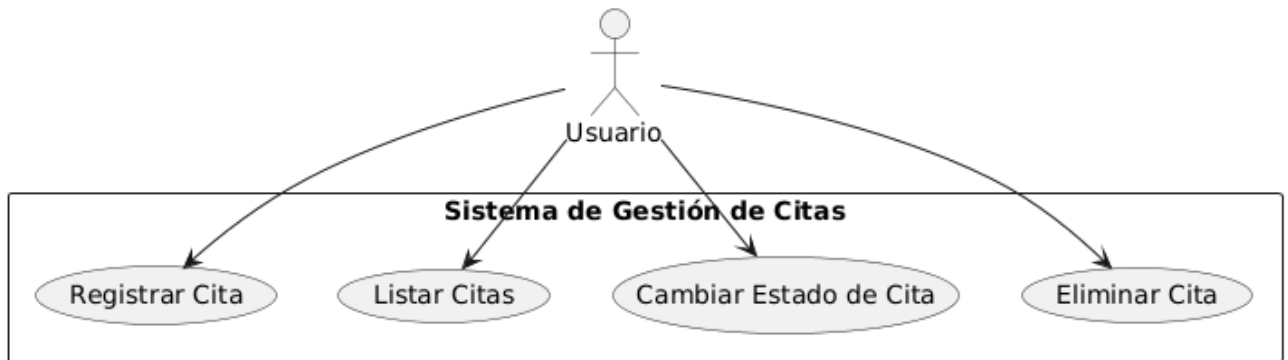 Usuario
Sistema de Gestión de Citas
Registrar Cita
Listar Citas
Cambiar Estado de Cita
Eliminar Cita